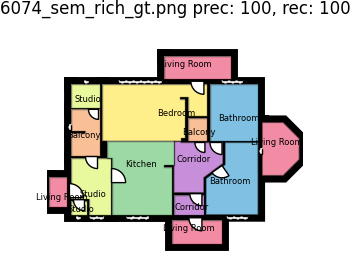 6074_sem_rich_gt.png prec: 100, rec: 100
Living Room
Studio
Bedroom
Bathroom
Balcony
Balcony
Living Room
Kitchen
Corridor
Bathroom
Studio
Living Room
Studio
Corridor
Living Room